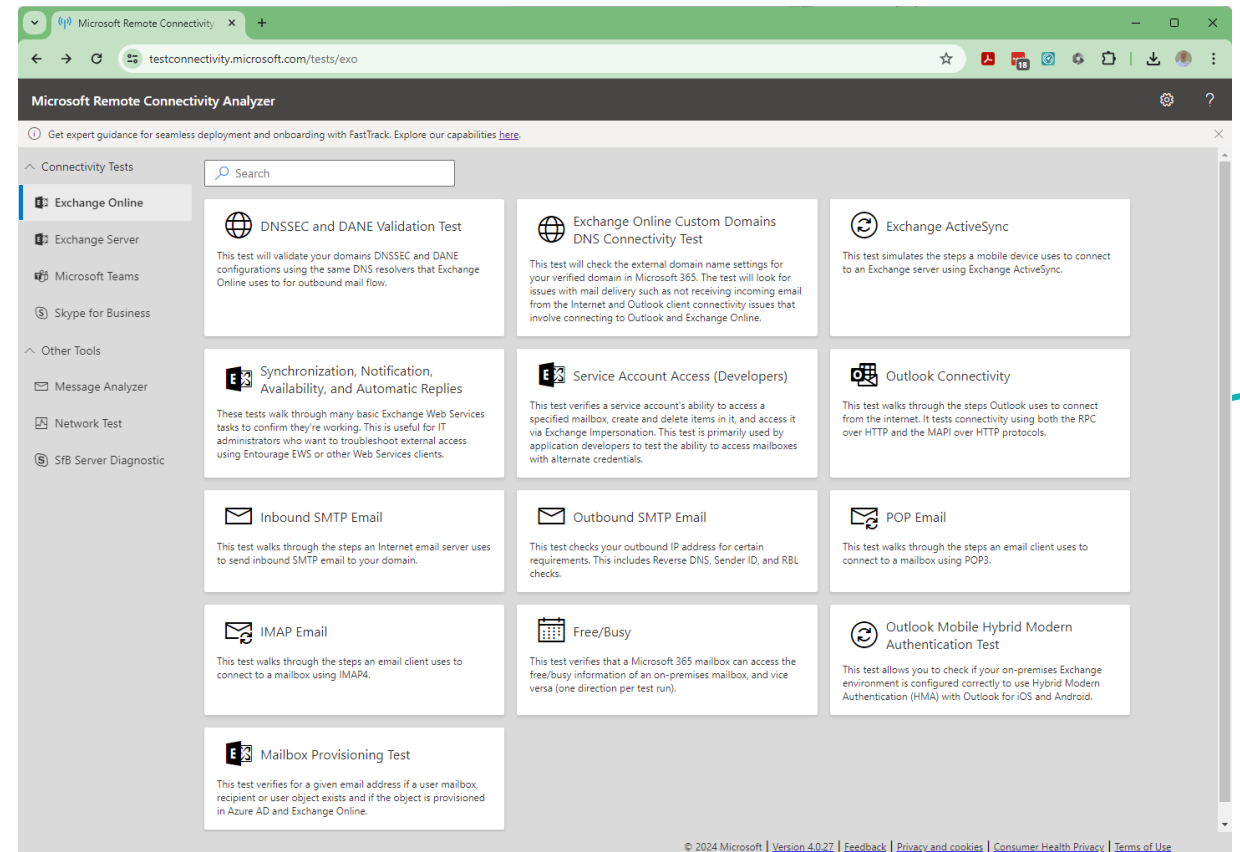 Microsoft Remote Connectivity
testconnectivity.microsoft.com/tests/exo
18
Microsoft Remote Connectivity Analyzer
?
Get expert guidance for seamless deployment and onboarding with FastTrack. Explore our capabilities here.
Connectivity Tests
Exchange Online
Exchange Server
Microsoft Teams
Skype for Business
Other Tools
Message Analyzer
Network Test
SfB Server Diagnostic
Search
DNSSEC and DANE Validation Test
This test will validate your domains DNSSEC and DANE
configurations using the same DNS resolvers that Exchange
Online uses to for outbound mail flow.
Exchange Online Custom Domains
DNS Connectivity Test
This test will check the external domain name settings for
your verified domain in Microsoft 365. The test will look for
issues with mail delivery such as not receiving incoming email
from the Internet and Outlook client connectivity issues that
involve connecting to Outlook and Exchange Online.
Exchange ActiveSync
This test simulates the steps a mobile device uses to connect
to an Exchange server using Exchange ActiveSync.
Synchronization, Notification,
Availability, and Automatic Replies
These tests walk through many basic Exchange Web Services
tasks to confirm they're working. This is useful for IT
administrators who want to troubleshoot external access
using Entourage EWS or other Web Services clients.
Service Account Access (Developers)
This test verifies a service account's ability to access a
specified mailbox, create and delete items in it, and access it
via Exchange Impersonation. This test is primarily used by
application developers to test the ability to access mailboxes
with alternate credentials.
Outlook Connectivity
This test walks through the steps Outlook uses to connect
from the internet. It tests connectivity using both the RPC
over HTTP and the MAPI over HTTP protocols.
Inbound SMTP Email
This test walks through the steps an Internet email server uses
to send inbound SMTP email to your domain.
Outbound SMTP Email
This test checks your outbound IP address for certain
requirements. This includes Reverse DNS, Sender ID, and RBL
checks.
POP Email
This test walks through the steps an email client uses to
connect to a mailbox using POP3.
IMAP Email
This test walks through the steps an email client uses to
connect to a mailbox using IMAP4.
Free/Busy
This test verifies that a Microsoft 365 mailbox can access the
free/busy information of an on-premises mailbox, and vice
versa (one direction per test run).
Outlook Mobile Hybrid Modern
Authentication Test
This test allows you to check if your on-premises Exchange
environment is configured correctly to use Hybrid Modern
Authentication (HMA) with Outlook for iOS and Android.
Mailbox Provisioning Test
This test verifies for a given email address if a user mailbox,
recipient or user object exists and if the object is provisioned
in Azure AD and Exchange Online.
© 2024 Microsoft | Version 4.0.27 | Feedback | Privacy and cookies | Consumer Health Privacy | Terms of Use